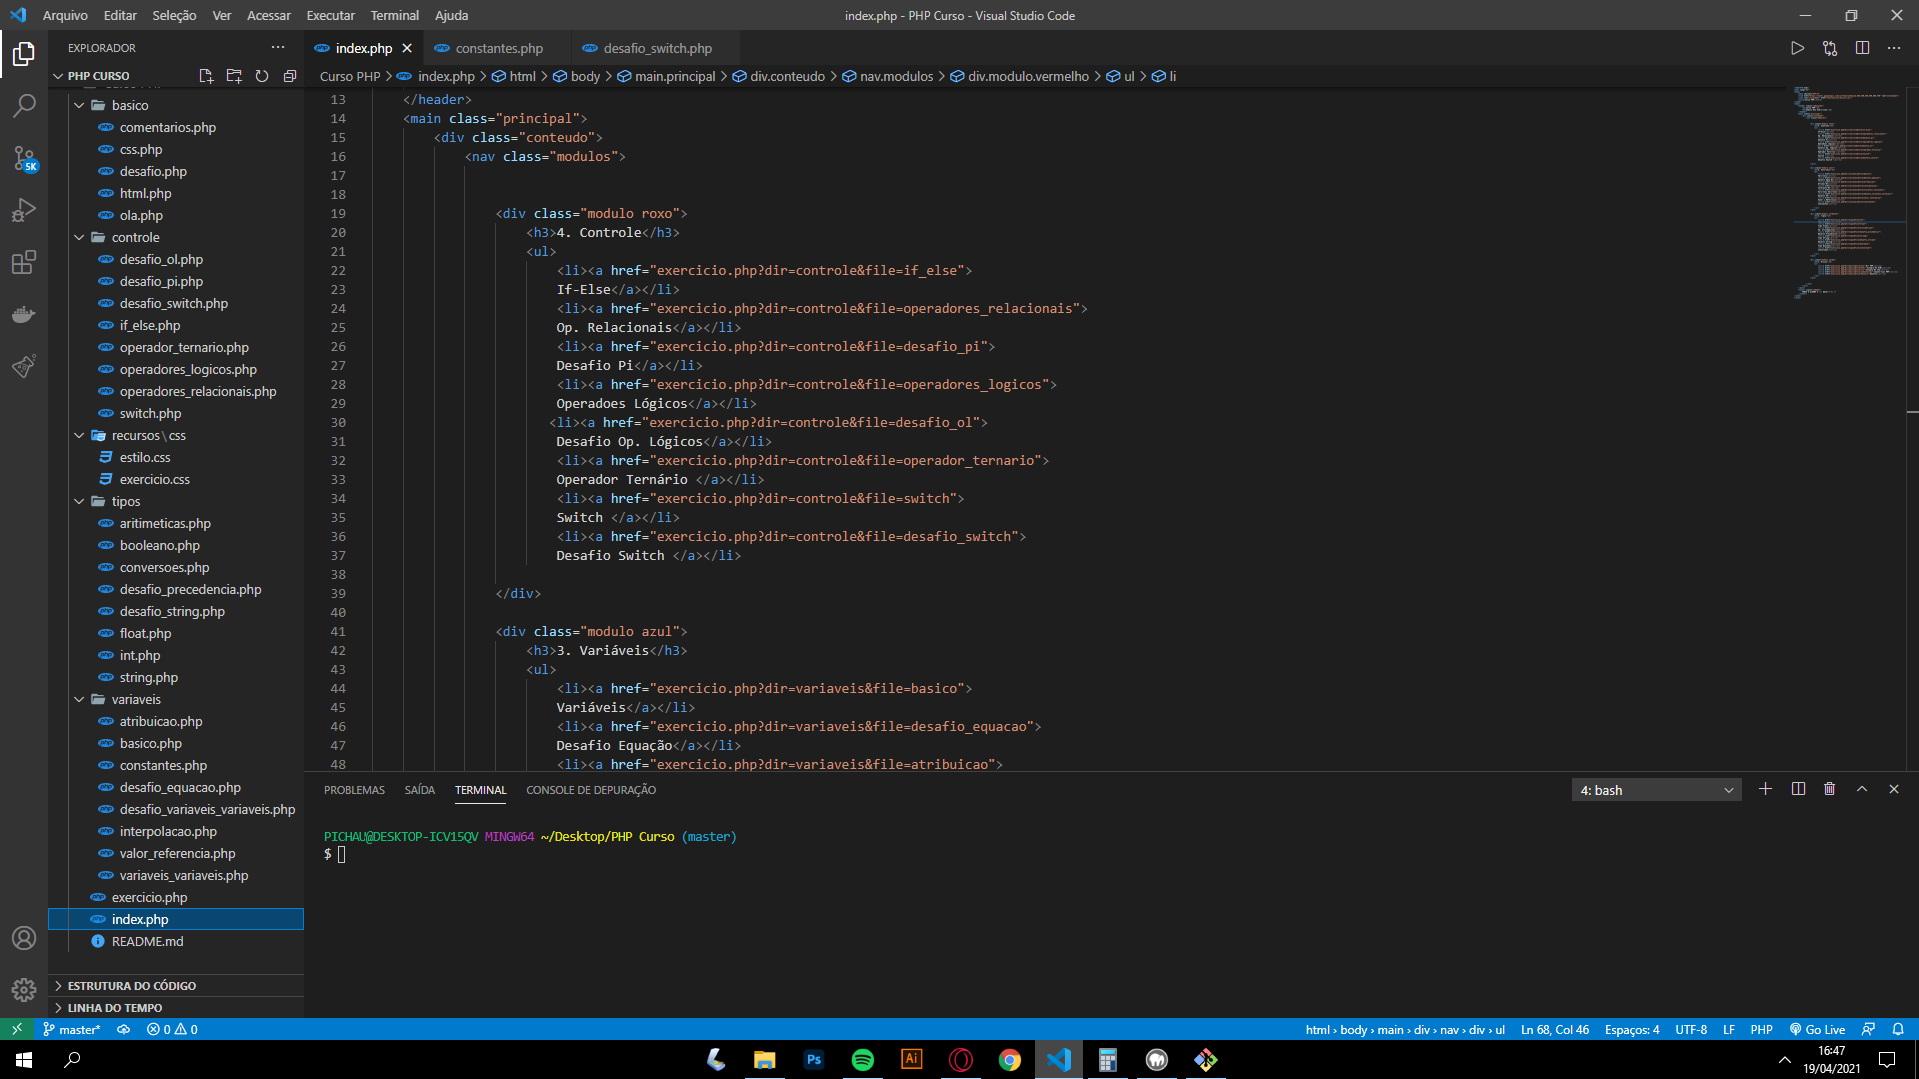 Arquivo Editar Seleção Ver Acessar Executar Terminal Ajuda
index.php - PHP Curso - Visual Studio Code
EXPLORADOR
PHP CURSO
basico
comentarios.php
css.php
desafio.php
html.php
ola.php
controle
desafio_ol.php
desafio_pi.php
desafio_switch.php
if_else.php
operador_ternario.php
operadores_logicos.php
operadores_relacionais.php
switch.php
recursos\css
estilo.css
exercicio.css
tipos
aritimeticas.php
booleano.php
conversoes.php
desafio_precedencia.php
desafio_string.php
float.php
int.php
string.php
variaveis
atribuicao.php
basico.php
constantes.php
desafio_equacao.php
desafio_variaveis_variaveis.php
interpolacao.php
valor_referencia.php
variaveis_variaveis.php
exercicio.php
index.php
README.md
ESTRUTURA DO CÓDIGO
LINHA DO TEMPO
5K
index.php constantes.php desafio_switch.php
Curso PHP > index.php > html > body > main.principal > div.conteudo > nav.modulos > div.modulo.vermelho > ul > li
13 </header>
14 <main class="principal">
15 <div class="conteudo">
16 <nav class="modulos">
17
18
19 <div class="modulo roxo">
20 <h3>4. Controle</h3>
21 <ul>
22 <li><a href="exercicio.php?dir=controle&file=if_else">
23 If-Else</a></li>
24 <li><a href="exercicio.php?dir=controle&file=operadores_relacionais">
25 Op. Relacionais</a></li>
26 <li><a href="exercicio.php?dir=controle&file=desafio_pi">
27 Desafio Pi</a></li>
28 <li><a href="exercicio.php?dir=controle&file=operadores_logicos">
29 Operadoes Lógicos</a></li>
30 <li><a href="exercicio.php?dir=controle&file=desafio_ol">
31 Desafio Op. Lógicos</a></li>
32 <li><a href="exercicio.php?dir=controle&file=operador_ternario">
33 Operador Ternário </a></li>
34 <li><a href="exercicio.php?dir=controle&file=switch">
35 Switch </a></li>
36 <li><a href="exercicio.php?dir=controle&file=desafio_switch">
37 Desafio Switch </a></li>
38
39 </div>
40
41 <div class="modulo azul">
42 <h3>3. Variáveis</h3>
43 <ul>
44 <li><a href="exercicio.php?dir=variaveis&file=basico">
45 Variáveis</a></li>
46 <li><a href="exercicio.php?dir=variaveis&file=desafio_equacao">
47 Desafio Equação</a></li>
48 <li><a href="exercicio.php?dir=variaveis&file=atribuicao">
PROBLEMAS SAÍDA TERMINAL CONSOLE DE DEPURAÇÃO
4: bash
PICHAU@DESKTOP-ICV15QV MINGW64 ~/Desktop/PHP Curso (master)
$
master* 0 0
html › body › main › div › nav › div › ul Ln 68, Col 46 Espaços: 4 UTF-8 LF PHP Go Live
Ps
Ai
16:47
19/04/2021